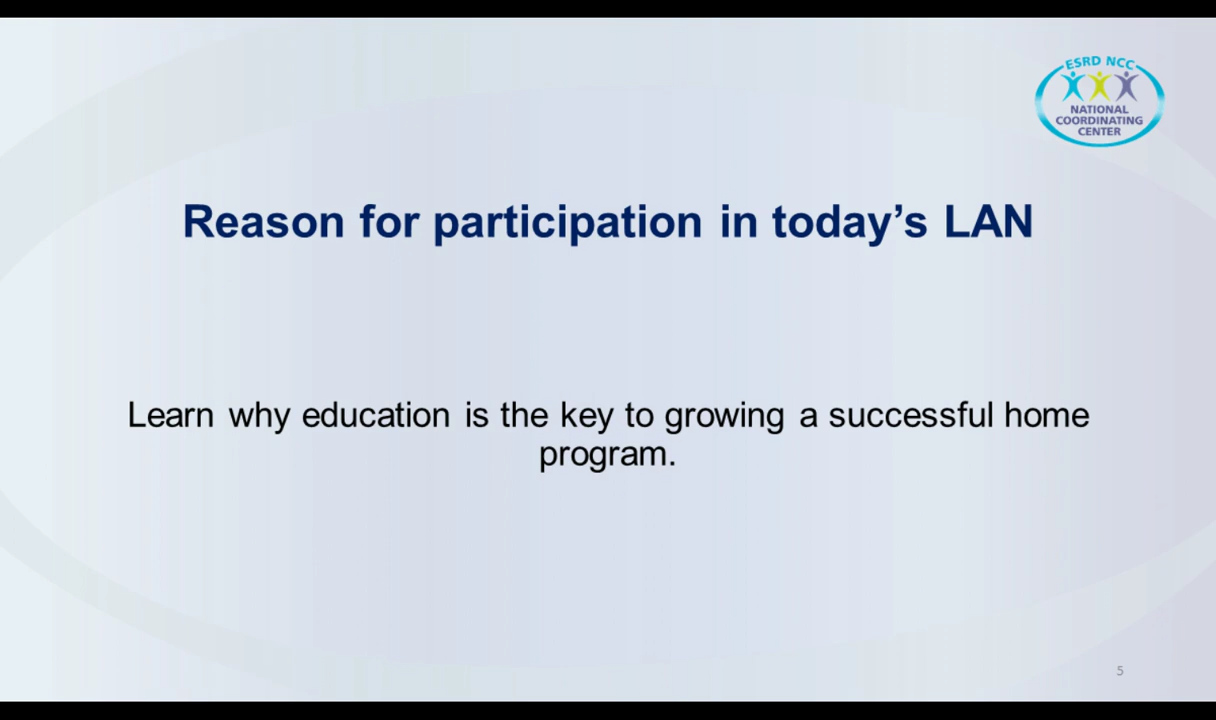 ESRD NCC
NATIONAL
COORDINATING
CENTER
Reason for participation in today’s LAN
Learn why education is the key to growing a successful home
program.
5